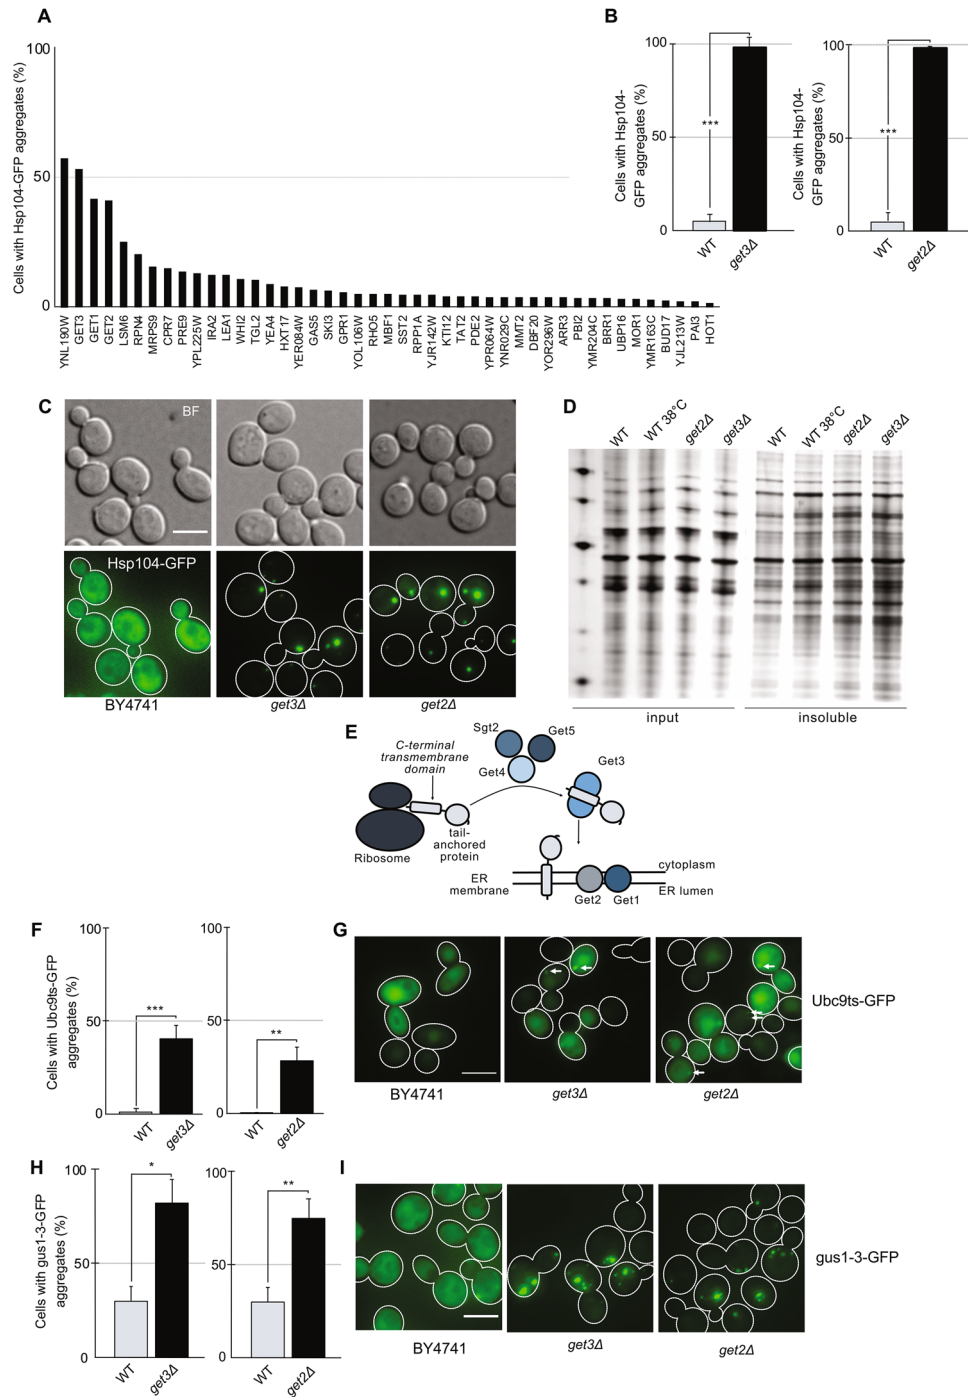 A
Cells with Hsp104-GFP aggregates (%)
100
50
0
YNL190W
GET3
GET1
GET2
LSM6
RPN4
MRPS9
CPR7
PRE9
YPL225W
IRA2
LEA1
WHI2
TGL2
YEA4
HXT17
YER084W
GAS5
SKI3
GPR1
YOL106W
RHO5
MBF1
SST2
RPP1A
YJR142W
KTI12
TAT2
PDE2
YPR064W
YNR029C
MMT2
DBF20
YOR296W
ARR3
PBI2
YMR204C
BRR1
UBP16
MOR1
YMR163C
BUD17
YJL213W
PAI3
HOT1
B
Cells with Hsp104-
GFP aggregates (%)
100
50
0
***
WT
get3Δ
Cells with Hsp104-
GFP aggregates (%)
100
50
0
***
WT
get2Δ
C
BF
Hsp104-GFP
BY4741
get3Δ
get2Δ
D
WT
WT 38°C
get2Δ
get3Δ
WT
WT 38°C
get2Δ
get3Δ
input
insoluble
E
C-terminal
transmembrane
domain
Sgt2
Get5
Get4
Get3
Ribosome
tail-
anchored
protein
ER
membrane
cytoplasm
ER lumen
Get2
Get1
F
Cells with Ubc9ts-GFP
aggregates (%)
100
50
0
***
WT
get3Δ
100
50
0
**
WT
get2Δ
G
BY4741
get3Δ
get2Δ
Ubc9ts-GFP
H
Cells with gus1-3-GFP
aggregates (%)
100
50
0
*
WT
get3Δ
100
50
0
**
WT
get2Δ
I
BY4741
get3Δ
get2Δ
gus1-3-GFP